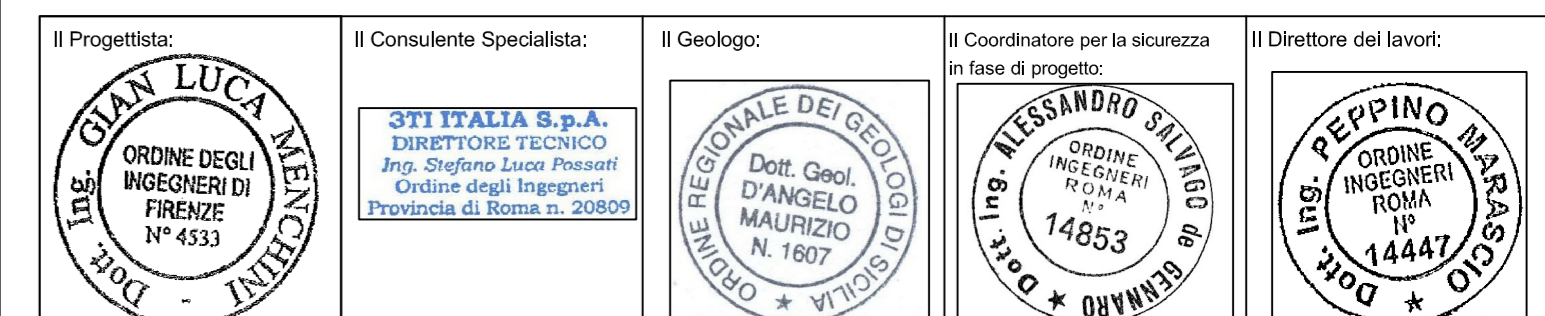 Il Progettista:
Dott. Ing. GIAN LUCA MENCHINI -
ORDINE DEGLI
INGEGNERI DI
FIRENZE
N° 4533
Il Consulente Specialista:
3TI ITALIA S.p.A.
DIRETTORE TECNICO
Ing. Stefano Luca Possati
Ordine degli Ingegneri
Provincia di Roma n. 20809
Il Geologo:
ORDINE REGIONALE DEI GEOLOGI DI SICILIA ★
Dott. Geol.
D'ANGELO
MAURIZIO
N. 1607
Il Coordinatore per la sicurezza
in fase di progetto:
Dott. Ing. ALESSANDRO SALVAGO de GENNARO ★
ORDINE
INGEGNERI
ROMA
N°
14853
Il Direttore dei lavori:
Dott. Ing. PEPPINO MARASCIO ★
ORDINE
INGEGNERI
ROMA
N°
14447